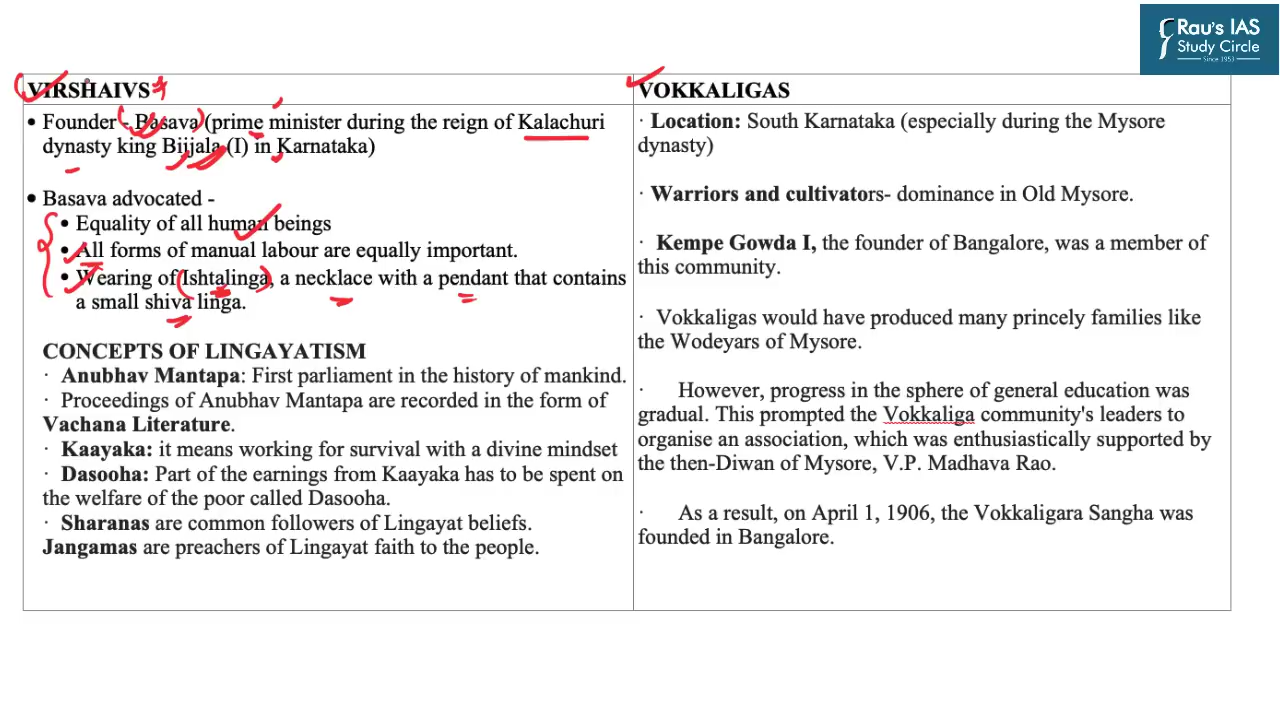 Rau's IAS
Study Circle
Since 1953
VIRSHAIVS
• Founder - Basava (prime minister during the reign of Kalachuri
dynasty king Bijjala (I) in Karnataka)
• Basava advocated -
• Equality of all human beings
• All forms of manual labour are equally important.
• Wearing of Ishtalinga, a necklace with a pendant that contains
a small shiva linga.
CONCEPTS OF LINGAYATISM
· Anubhav Mantapa: First parliament in the history of mankind.
· Proceedings of Anubhav Mantapa are recorded in the form of
Vachana Literature.
· Kaayaka: it means working for survival with a divine mindset
· Dasooha: Part of the earnings from Kaayaka has to be spent on
the welfare of the poor called Dasooha.
· Sharanas are common followers of Lingayat beliefs.
Jangamas are preachers of Lingayat faith to the people.
VOKKALIGAS
· Location: South Karnataka (especially during the Mysore
dynasty)
· Warriors and cultivators- dominance in Old Mysore.
· Kempe Gowda I, the founder of Bangalore, was a member of
this community.
· Vokkaligas would have produced many princely families like
the Wodeyars of Mysore.
· However, progress in the sphere of general education was
gradual. This prompted the Vokkaliga community's leaders to
organise an association, which was enthusiastically supported by
the then-Diwan of Mysore, V.P. Madhava Rao.
· As a result, on April 1, 1906, the Vokkaligara Sangha was
founded in Bangalore.